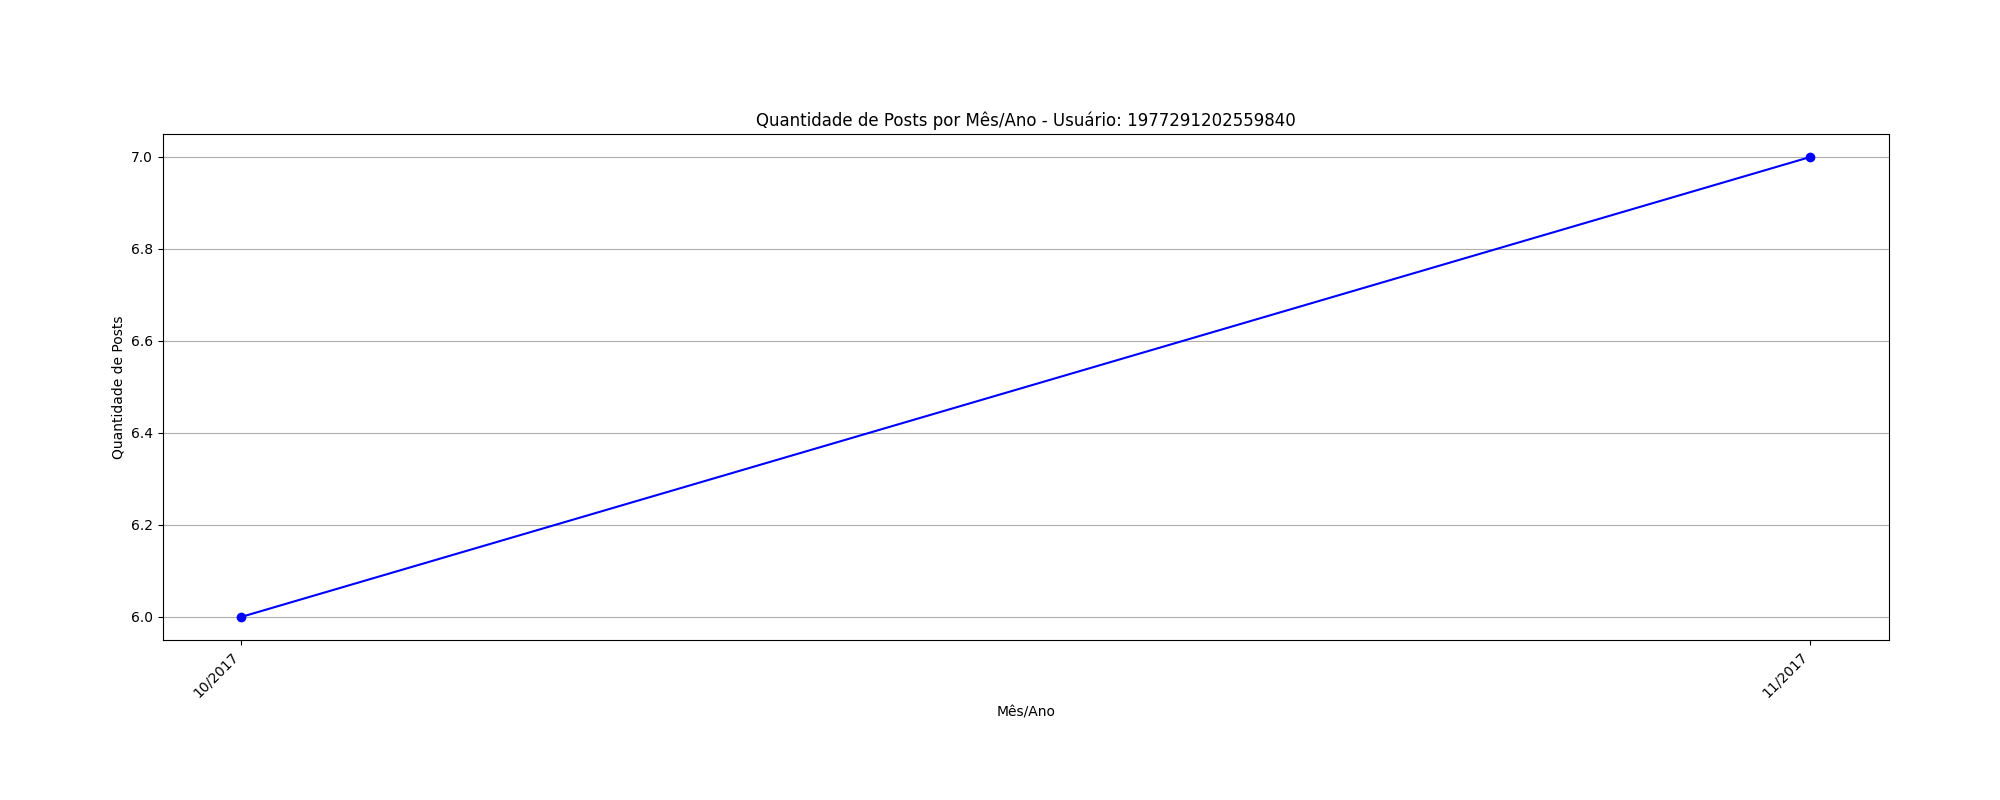 Quantidade de Posts por Mês/Ano - Usuário: 1977291202559840
7.0
6.8
6.6
6.4
6.2
6.0
Quantidade de Posts
10/2017
11/2017
Mês/Ano